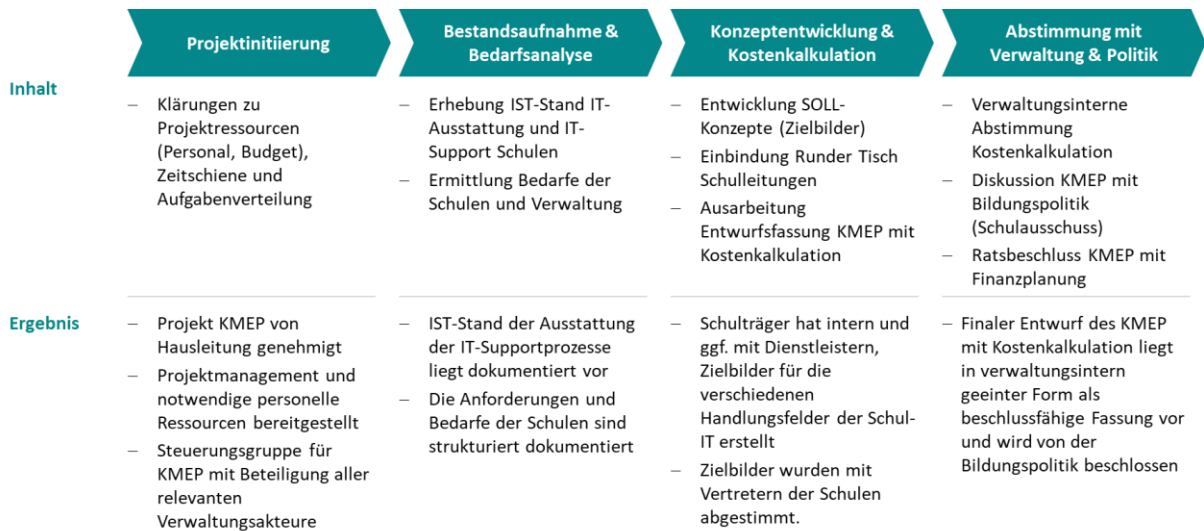 Projektinitiierung
Bestandsaufnahme &
Bedarfsanalyse
Konzeptentwicklung &
Kostenkalkulation
Abstimmung mit
Verwaltung & Politik
Inhalt
– Klärungen zu
Projektressourcen
(Personal, Budget),
Zeitschiene und
Aufgabenverteilung
– Erhebung IST-Stand IT-
Ausstattung und IT-
Support Schulen
– Ermittlung Bedarfe der
Schulen und Verwaltung
– Entwicklung SOLL-
Konzepte (Zielbilder)
– Einbindung Runder Tisch
Schulleitungen
– Ausarbeitung
Entwurfsfassung KMEP mit
Kostenkalkulation
– Verwaltungsinterne
Abstimmung
Kostenkalkulation
– Diskussion KMEP mit
Bildungspolitik
(Schulausschuss)
– Ratsbeschluss KMEP mit
Finanzplanung
Ergebnis
– Projekt KMEP von
Hausleitung genehmigt
– Projektmanagement und
notwendige personelle
Ressourcen bereitgestellt
– Steuerungsgruppe für
KMEP mit Beteiligung aller
relevanten
Verwaltungsakteure
– IST-Stand der Ausstattung
der IT-Supportprozesse
liegt dokumentiert vor
– Die Anforderungen und
Bedarfe der Schulen sind
strukturiert dokumentiert
– Schulträger hat intern und
ggf. mit Dienstleistern,
Zielbilder für die
verschiedenen
Handlungsfelder der Schul-
IT erstellt
– Zielbilder wurden mit
Vertretern der Schulen
abgestimmt.
– Finaler Entwurf des KMEP
mit Kostenkalkulation liegt
in verwaltungsintern
geeinter Form als
beschlussfähige Fassung vor
und wird von der
Bildungspolitik beschlossen